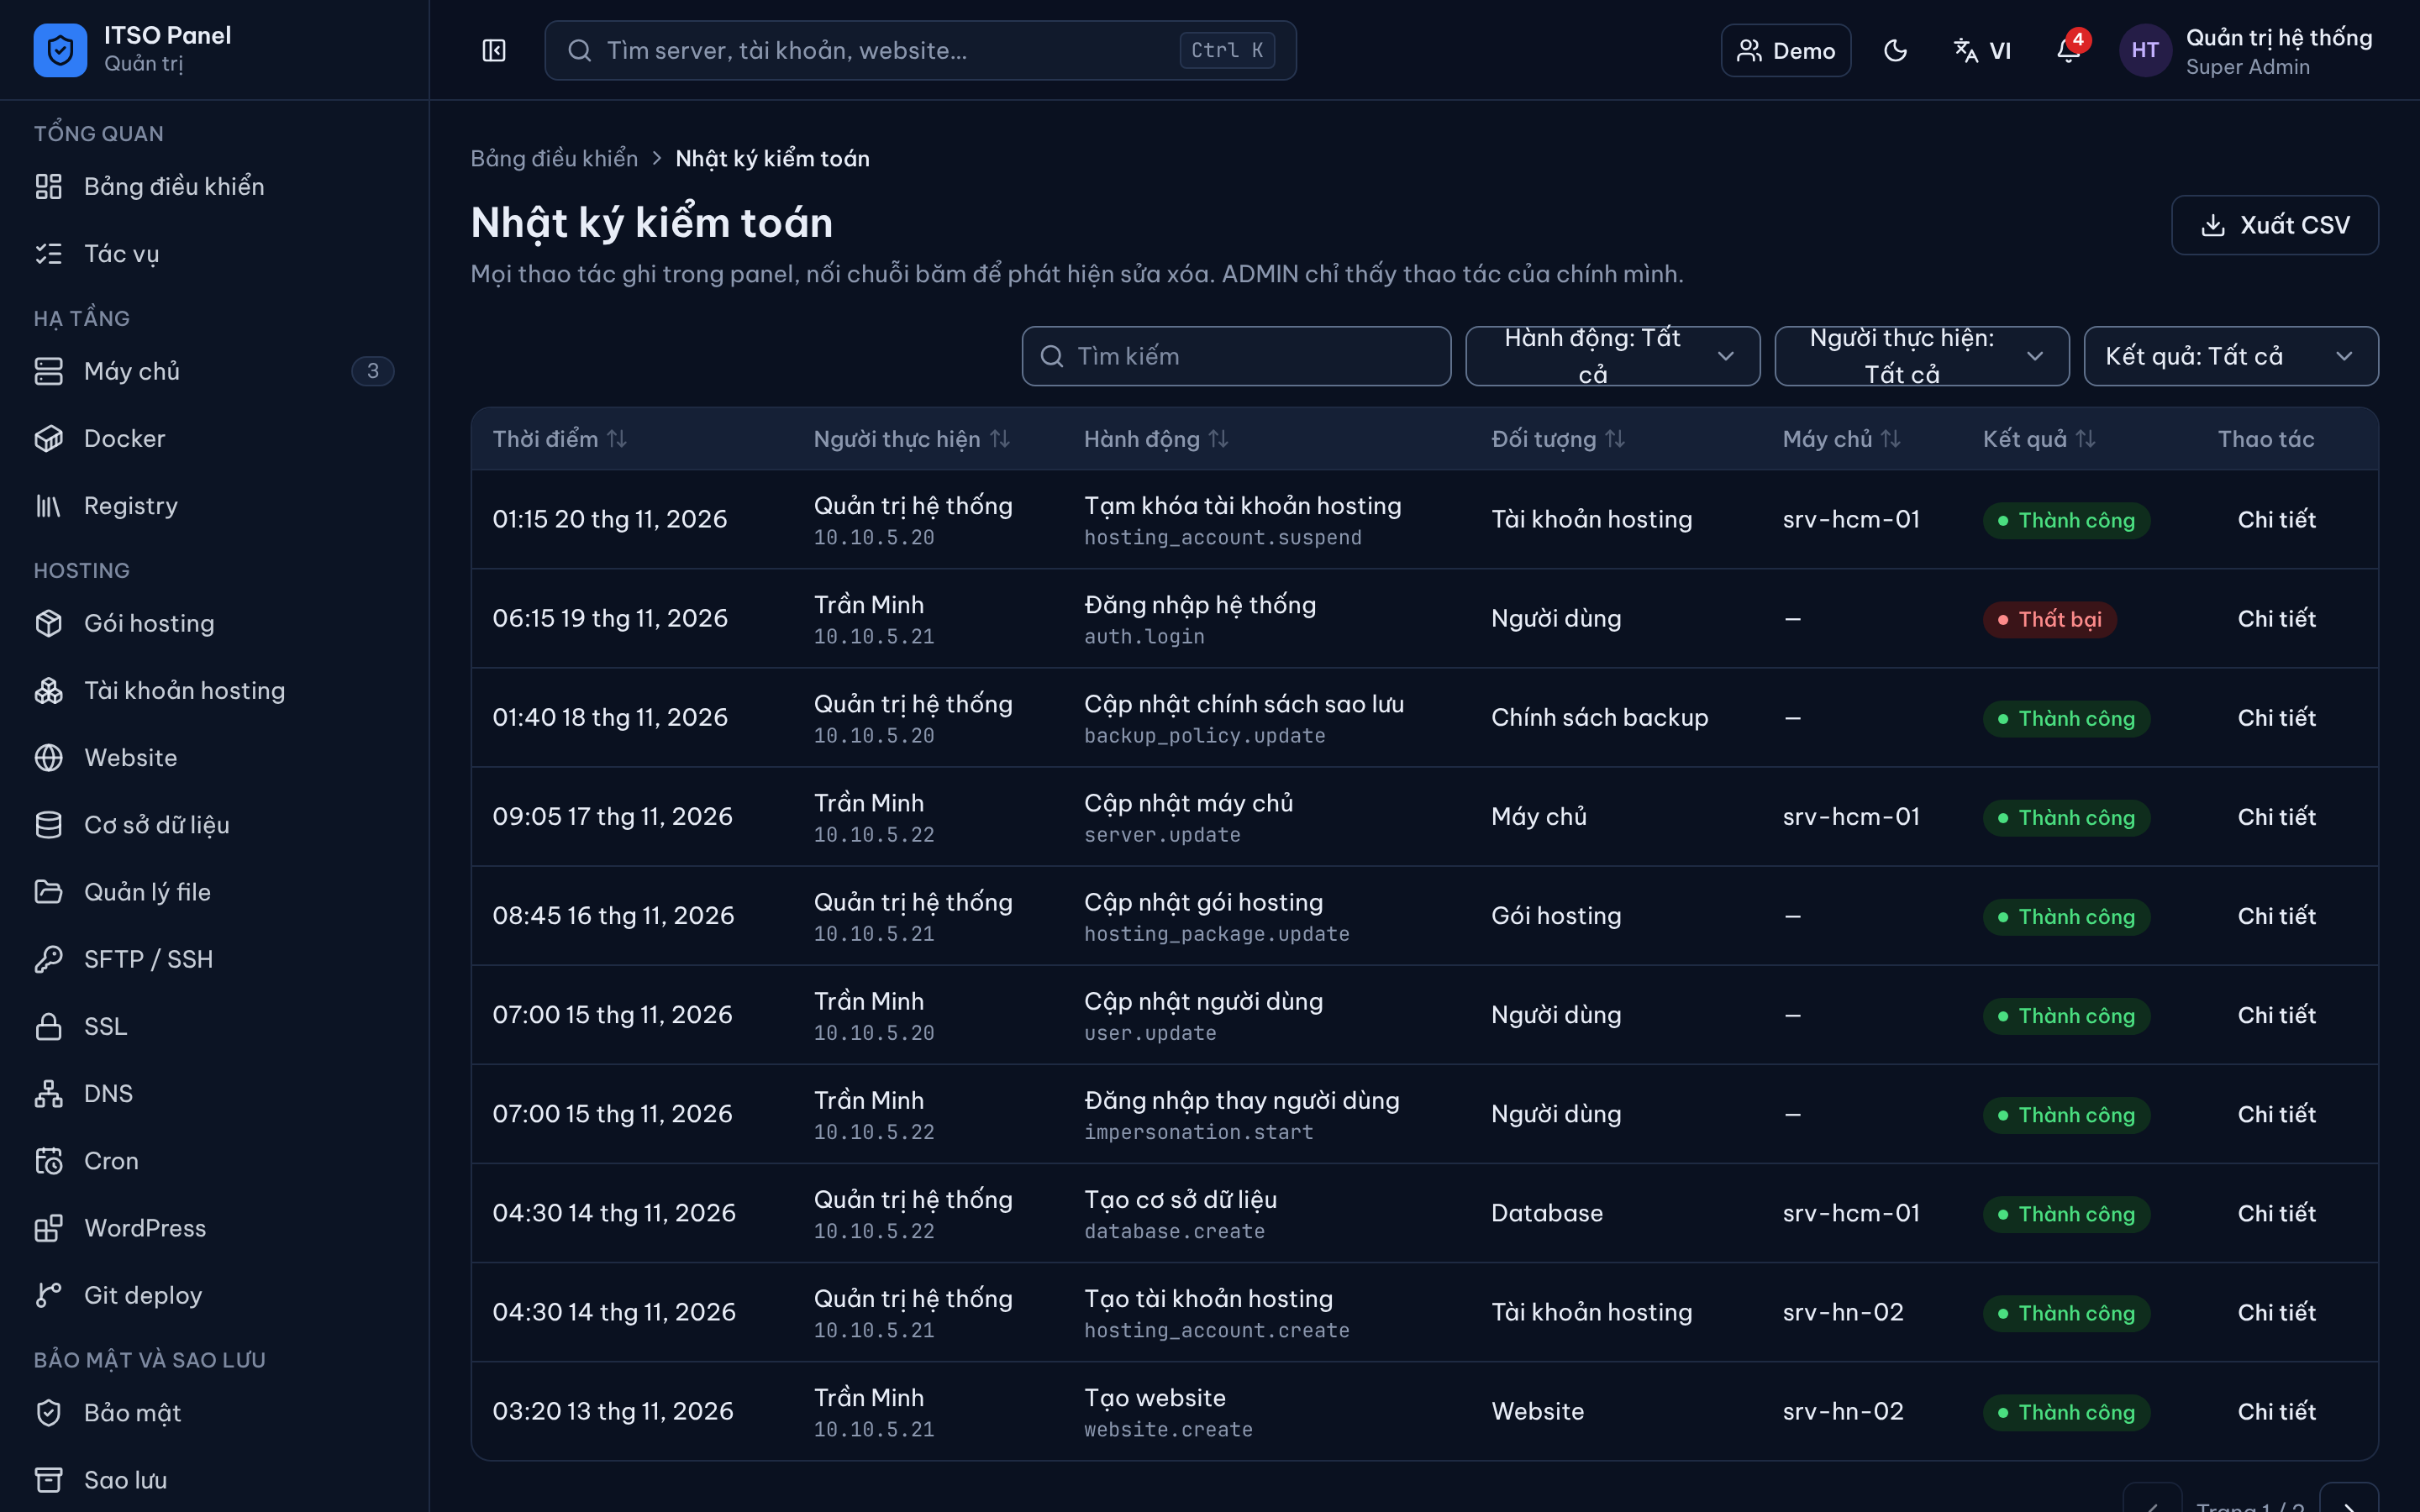 ITSO Panel
Quản trị
Tìm server, tài khoản, website...
Ctrl K
Demo
VI
4
HT
Quản trị hệ thống
Super Admin
TỔNG QUAN
Bảng điều khiển
Tác vụ
HẠ TẦNG
Máy chủ
3
Docker
Registry
HOSTING
Gói hosting
Tài khoản hosting
Website
Cơ sở dữ liệu
Quản lý file
SFTP / SSH
SSL
DNS
Cron
WordPress
Git deploy
BẢO MẬT VÀ SAO LƯU
Bảo mật
Sao lưu
Bảng điều khiển > Nhật ký kiểm toán
Nhật ký kiểm toán
Mọi thao tác ghi trong panel, nối chuỗi băm để phát hiện sửa xóa. ADMIN chỉ thấy thao tác của chính mình.
Xuất CSV
Tìm kiếm
Hành động: Tất
cả
Người thực hiện:
Tất cả
Kết quả: Tất cả
Thời điểm Người thực hiện Hành động Đối tượng Máy chủ Kết quả Thao tác
01:15 20 thg 11, 2026 Quản trị hệ thống Tạm khóa tài khoản hosting Tài khoản hosting srv-hcm-01 Thành công Chi tiết
10.10.5.20 hosting_account.suspend
06:15 19 thg 11, 2026 Trần Minh Đăng nhập hệ thống Người dùng — Thất bại Chi tiết
10.10.5.21 auth.login
01:40 18 thg 11, 2026 Quản trị hệ thống Cập nhật chính sách sao lưu Chính sách backup — Thành công Chi tiết
10.10.5.20 backup_policy.update
09:05 17 thg 11, 2026 Trần Minh Cập nhật máy chủ Máy chủ srv-hcm-01 Thành công Chi tiết
10.10.5.22 server.update
08:45 16 thg 11, 2026 Quản trị hệ thống Cập nhật gói hosting Gói hosting — Thành công Chi tiết
10.10.5.21 hosting_package.update
07:00 15 thg 11, 2026 Trần Minh Cập nhật người dùng Người dùng — Thành công Chi tiết
10.10.5.20 user.update
07:00 15 thg 11, 2026 Trần Minh Đăng nhập thay người dùng Người dùng — Thành công Chi tiết
10.10.5.22 impersonation.start
04:30 14 thg 11, 2026 Quản trị hệ thống Tạo cơ sở dữ liệu Database srv-hcm-01 Thành công Chi tiết
10.10.5.22 database.create
04:30 14 thg 11, 2026 Quản trị hệ thống Tạo tài khoản hosting Tài khoản hosting srv-hn-02 Thành công Chi tiết
10.10.5.21 hosting_account.create
03:20 13 thg 11, 2026 Trần Minh Tạo website Website srv-hn-02 Thành công Chi tiết
10.10.5.21 website.create
Trang 1 / 2